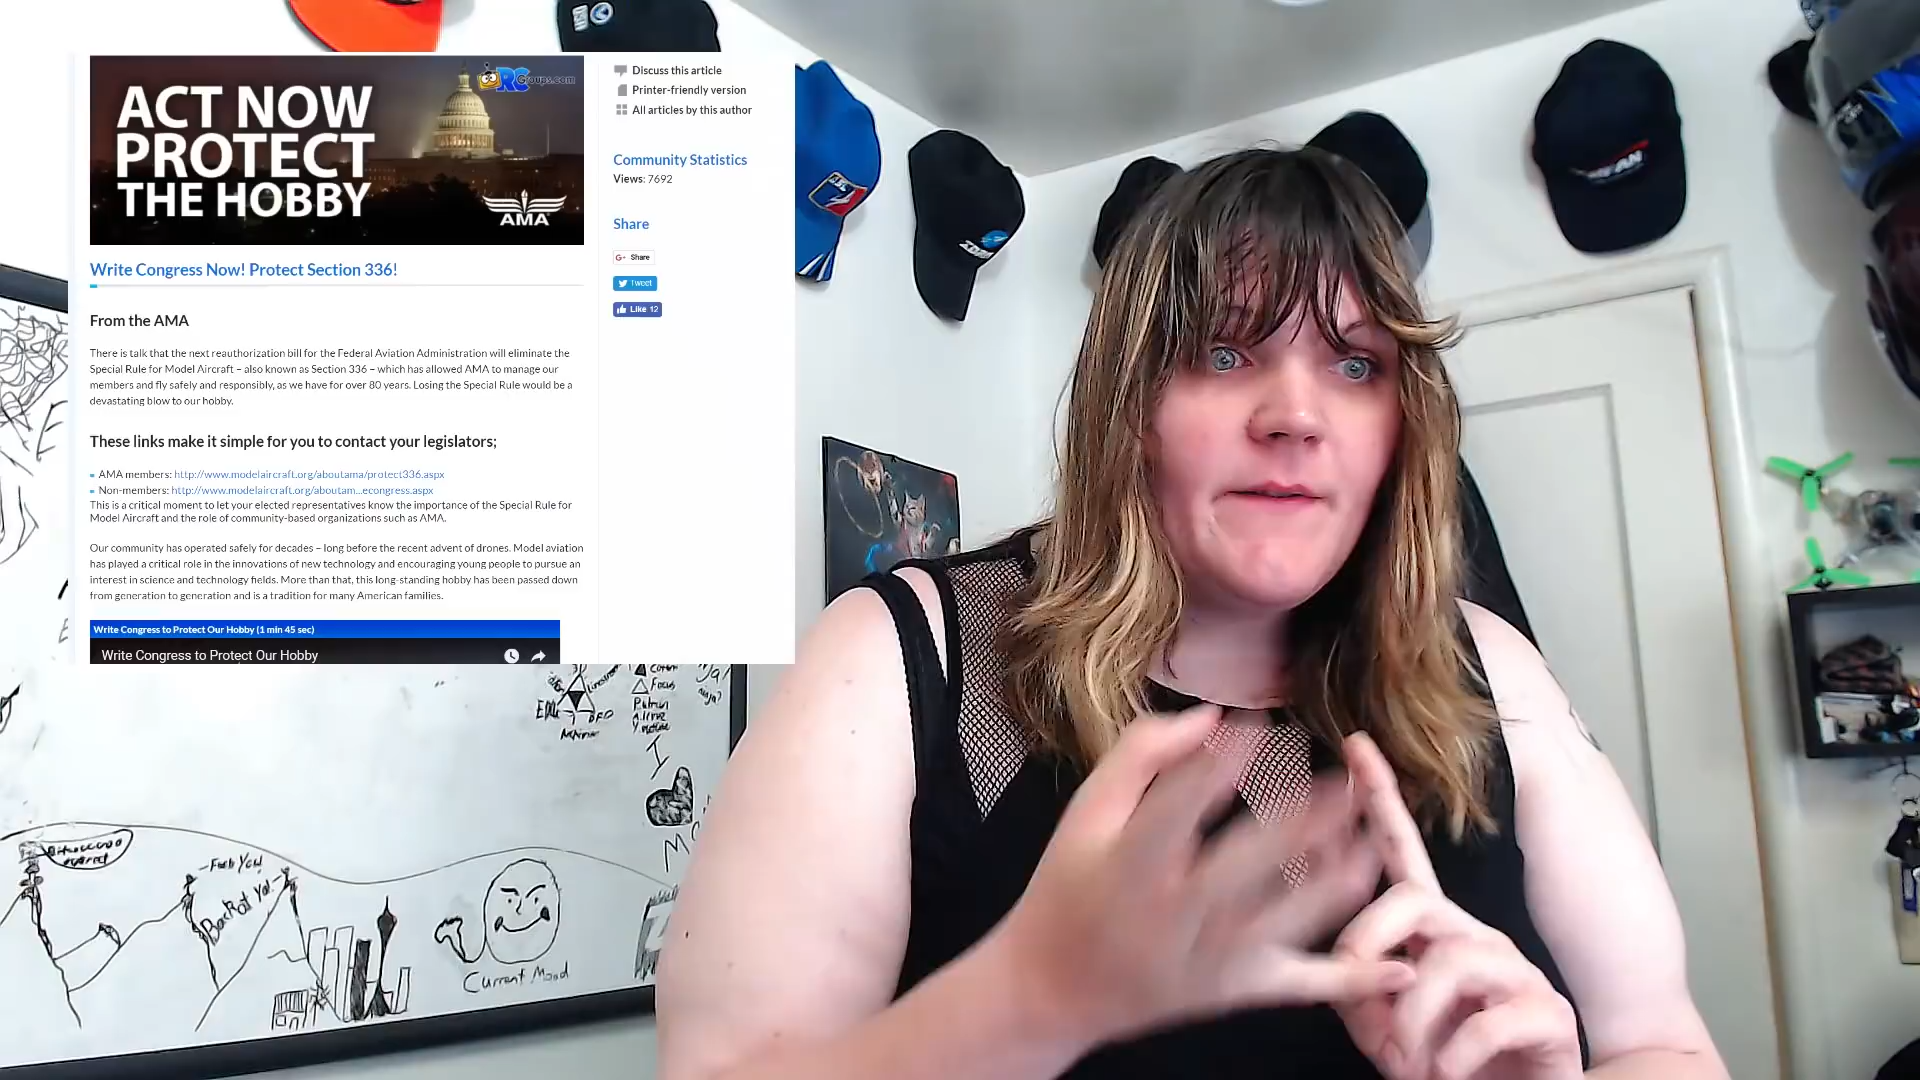 RCGroups.com
ACT NOW
PROTECT
THE HOBBY
AMA
Write Congress Now! Protect Section 336!
From the AMA
There is talk that the next reauthorization bill for the Federal Aviation Administration will eliminate the
Special Rule for Model Aircraft – also known as Section 336 – which has allowed AMA to manage our
members and fly safely and responsibly, as we have for over 80 years. Losing the Special Rule would be a
devastating blow to our hobby.
These links make it simple for you to contact your legislators;
AMA members: http://www.modelaircraft.org/aboutama/protect336.aspx
Non-members: http://www.modelaircraft.org/aboutam...econgress.aspx
This is a critical moment to let your elected representatives know the importance of the Special Rule for
Model Aircraft and the role of community-based organizations such as AMA.
Our community has operated safely for decades – long before the recent advent of drones. Model aviation
has played a critical role in the innovations of new technology and encouraging young people to pursue an
interest in science and technology fields. More than that, this long-standing hobby has been passed down
from generation to generation and is a tradition for many American families.
Write Congress to Protect Our Hobby (1 min 45 sec)
Write Congress to Protect Our Hobby
Discuss this article
Printer-friendly version
All articles by this author
Community Statistics
Views: 7692
Share
G+ Share
Tweet
Like 12
Focus
I
Back at Ya!
Current Mood